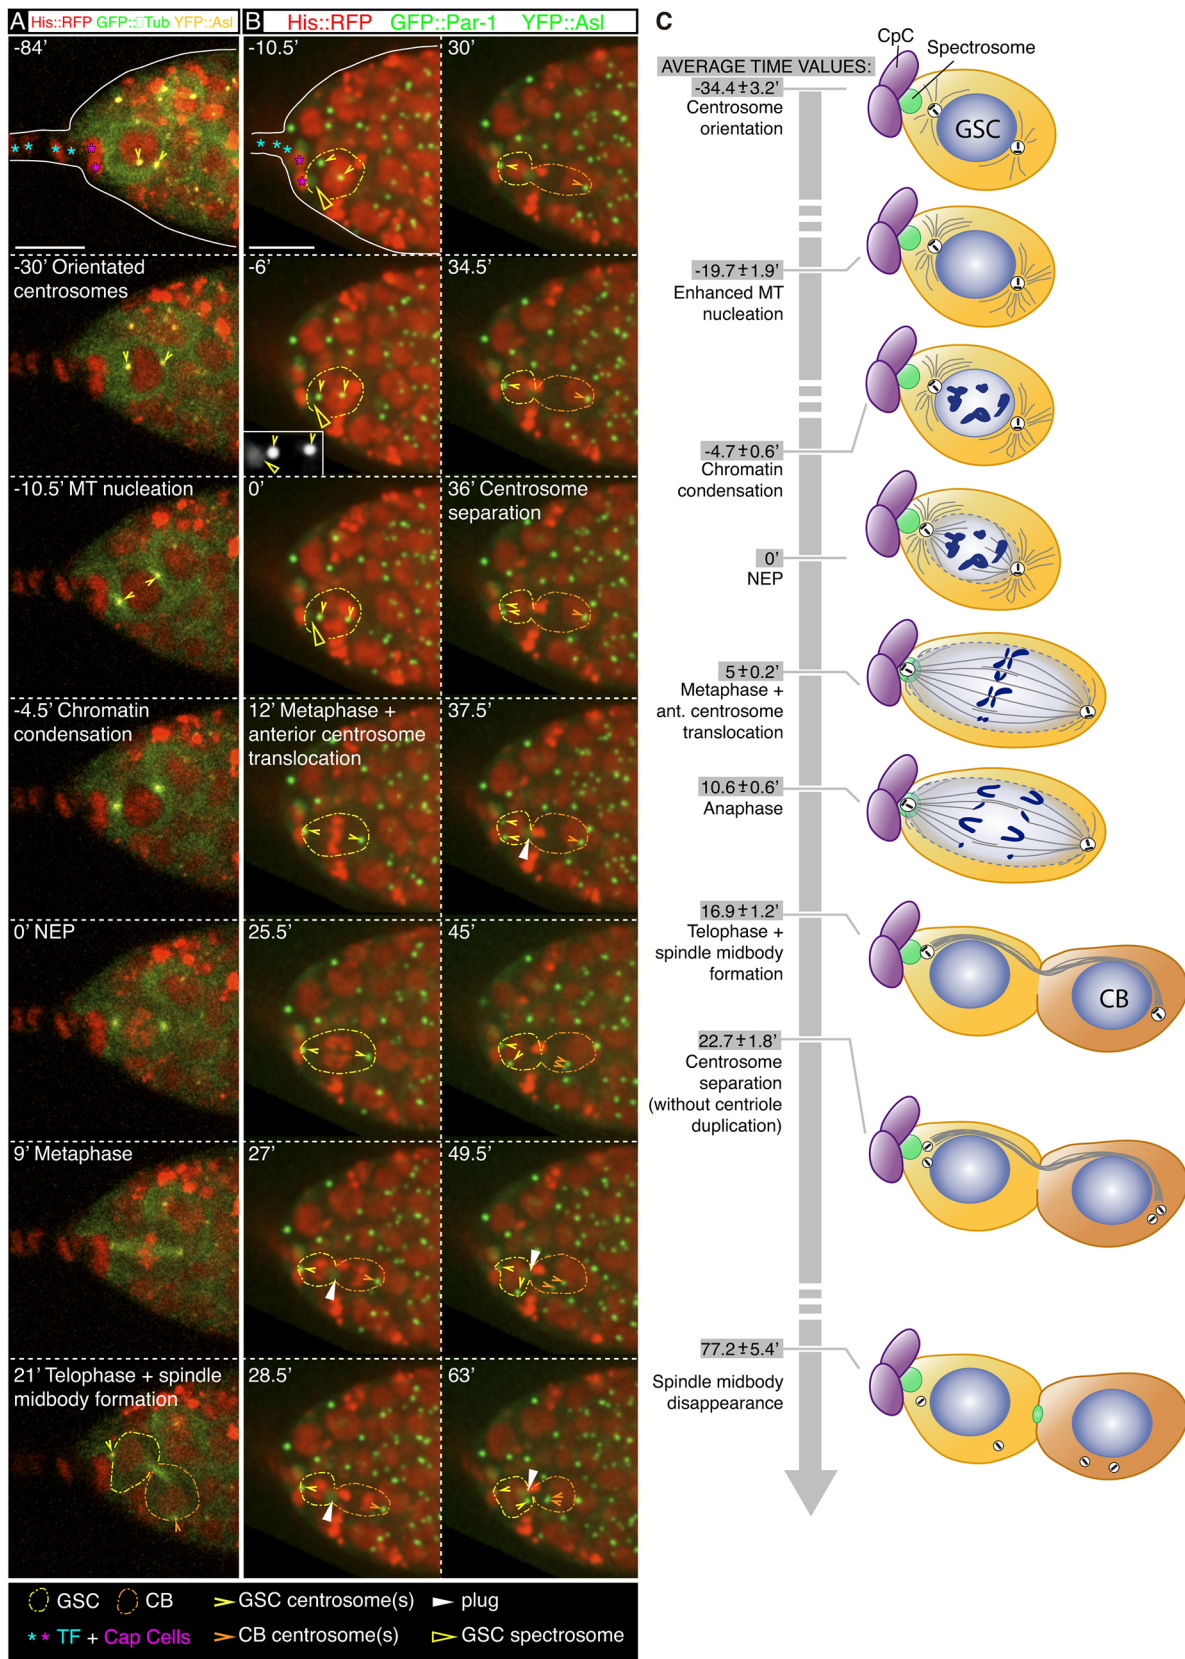 A His::RFP GFP::□Tub YFP::Asl
-84’
-30’ Orientated
centrosomes
-10.5’ MT nucleation
-4.5’ Chromatin
condensation
0’ NEP
9’ Metaphase
21’ Telophase + spindle
midbody formation
B His::RFP GFP::Par-1 YFP::Asl
-10.5’
-6’
0’
12’ Metaphase +
anterior centrosome
translocation
25.5’
27’
28.5’
30’
34.5’
36’ Centrosome
separation
37.5’
45’
49.5’
63’
GSC
CB
GSC centrosome(s)
plug
** TF + Cap Cells
CB centrosome(s)
GSC spectrosome
C
CpC
Spectrosome
AVERAGE TIME VALUES:
-34.4±3.2’
Centrosome
orientation
GSC
-19.7±1.9’
Enhanced MT
nucleation
-4.7±0.6’
Chromatin
condensation
0’
NEP
5±0.2’
Metaphase +
ant. centrosome
translocation
10.6±0.6’
Anaphase
16.9±1.2’
Telophase +
spindle midbody
formation
CB
22.7±1.8’
Centrosome
separation
(without centriole
duplication)
77.2±5.4’
Spindle midbody
disappearance